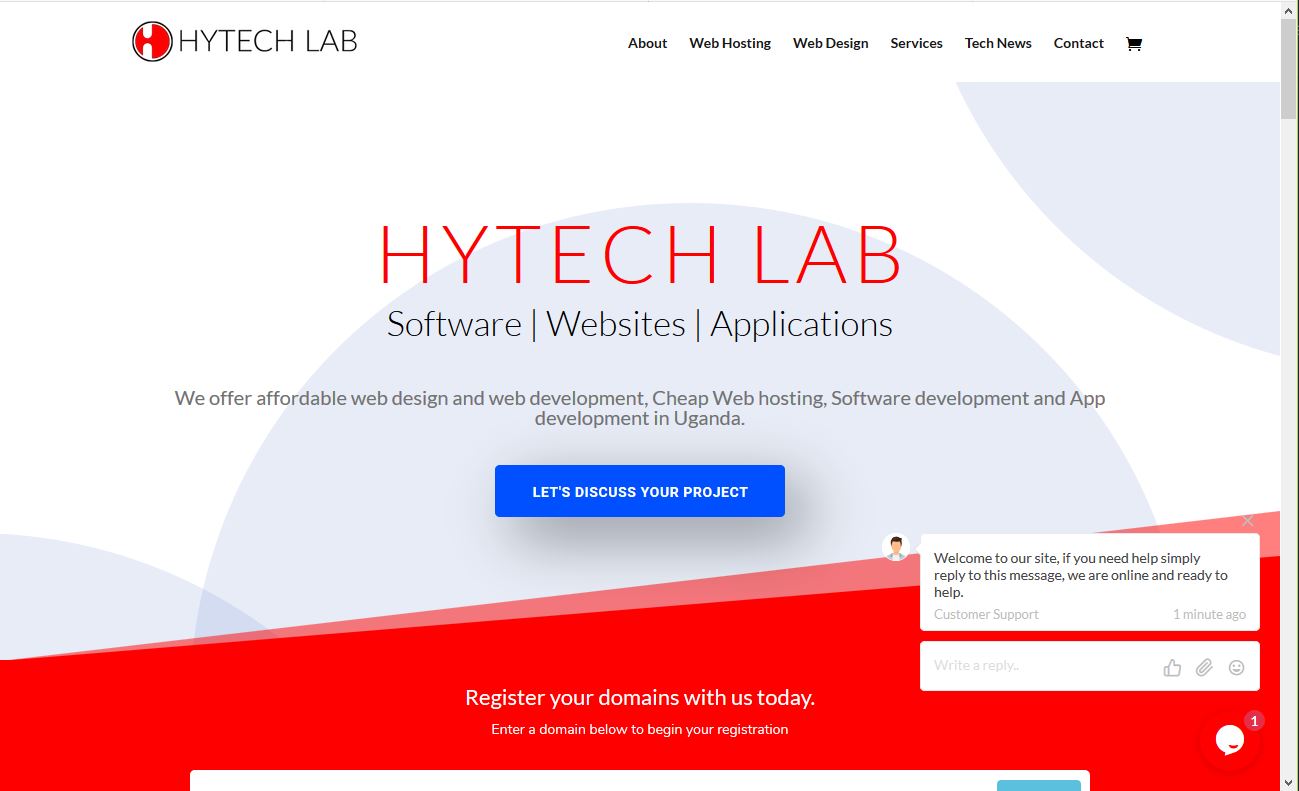 HYTECH LAB
About Web Hosting Web Design Services Tech News Contact
HYTECH LAB
Software | Websites | Applications
We offer affordable web design and web development, Cheap Web hosting, Software development and App
development in Uganda.
LET'S DISCUSS YOUR PROJECT
Welcome to our site, if you need help simply
reply to this message, we are online and ready to
help.
Customer Support 1 minute ago
Write a reply..
Register your domains with us today.
Enter a domain below to begin your registration
1